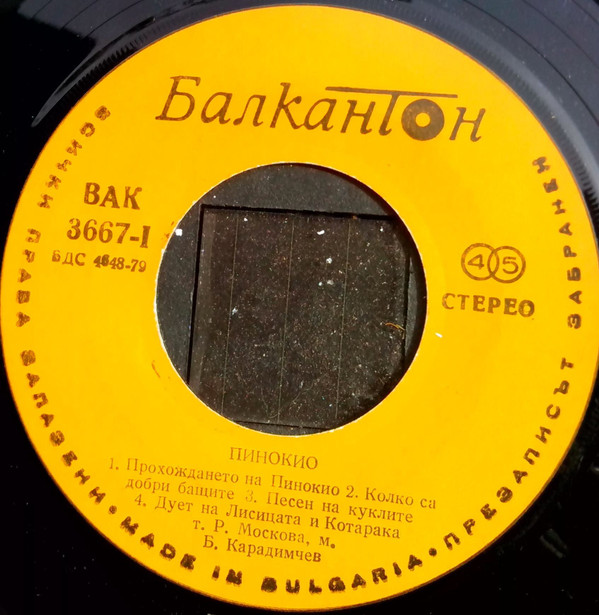 БалканТон
ВАК
3667-I
БДС 4648-79
45
СТЕРЕО
ПИНОКИО
1. Прохождането на Пинокио 2. Колко са
добри бащите 3. Песен на куклите
4. Дует на Лисицата и Котарака
т. Р. Москова, м.
Б. Карадимчев
ВСИЧКИ ПРАВА ЗАПАЗЕНИ • MADE IN BULGARIA • ПРЕЗАПИСЪТ ЗАБРАНЕН